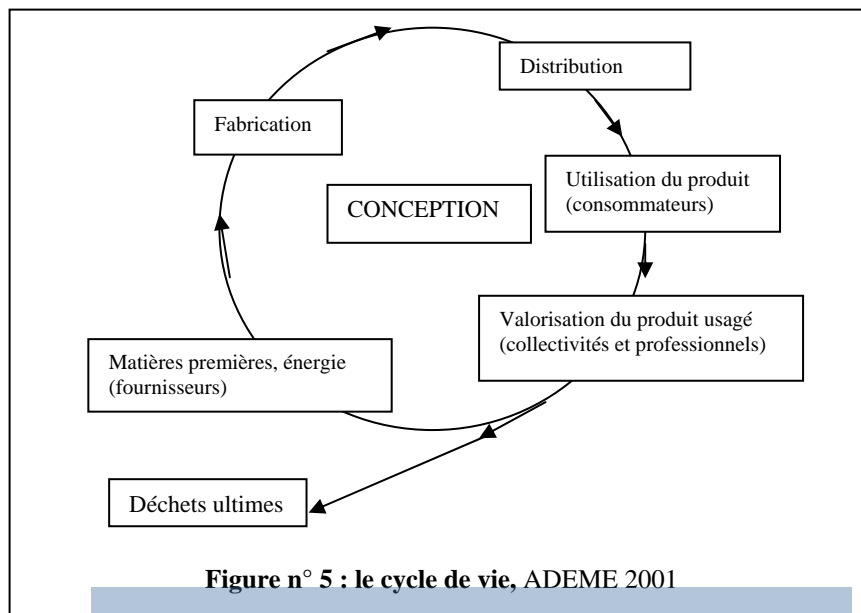 Distribution
Fabrication
Utilisation du produit
(consommateurs)
CONCEPTION
Valorisation du produit usagé
(collectivités et professionnels)
Matières premières, énergie
(fournisseurs)
Déchets ultimes
Figure n° 5 : le cycle de vie, ADEME 2001